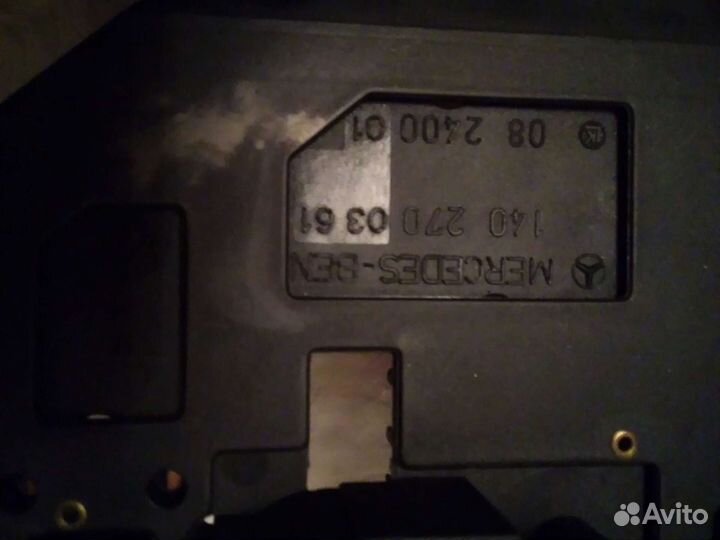 MERCEDES-BEN
140 270 03 61
08 2400 01
Avito